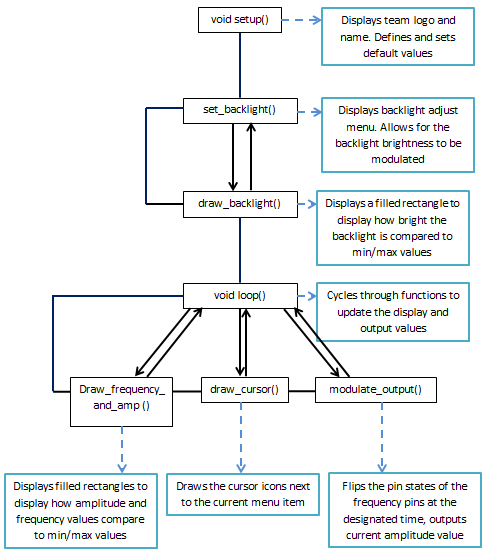 void setup()
Displays team logo and
name. Defines and sets
default values
set_backlight()
Displays backlight adjust
menu. Allows for the
backlight brightness to be
modulated
draw_backlight()
Displays a filled rectangle to
display how bright the
backlight is compared to
min/max values
void loop()
Cycles through functions to
update the display and
output values
Draw_frequency_
and_amp ()
draw_cursor()
modulate_output()
Displays filled rectangles to
display how amplitude and
frequency values compare
to min/max values
Draws the cursor icons next
to the current menu item
Flips the pin states of the
frequency pins at the
designated time, outputs
current amplitude value